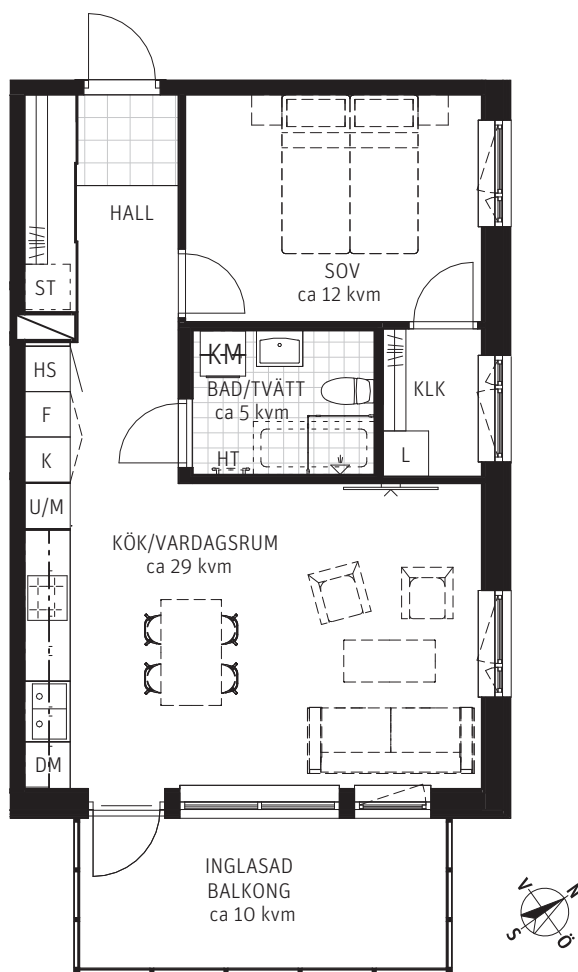 HALL
SOV
ca 12 kvm
ST
KM
BAD/TVÄTT
ca 5 kvm
KLK
HS
F
K
HT
L
U/M
KÖK/VARDAGSRUM
ca 29 kvm
DM
INGLASAD
BALKONG
ca 10 kvm
V
N
S
Ö